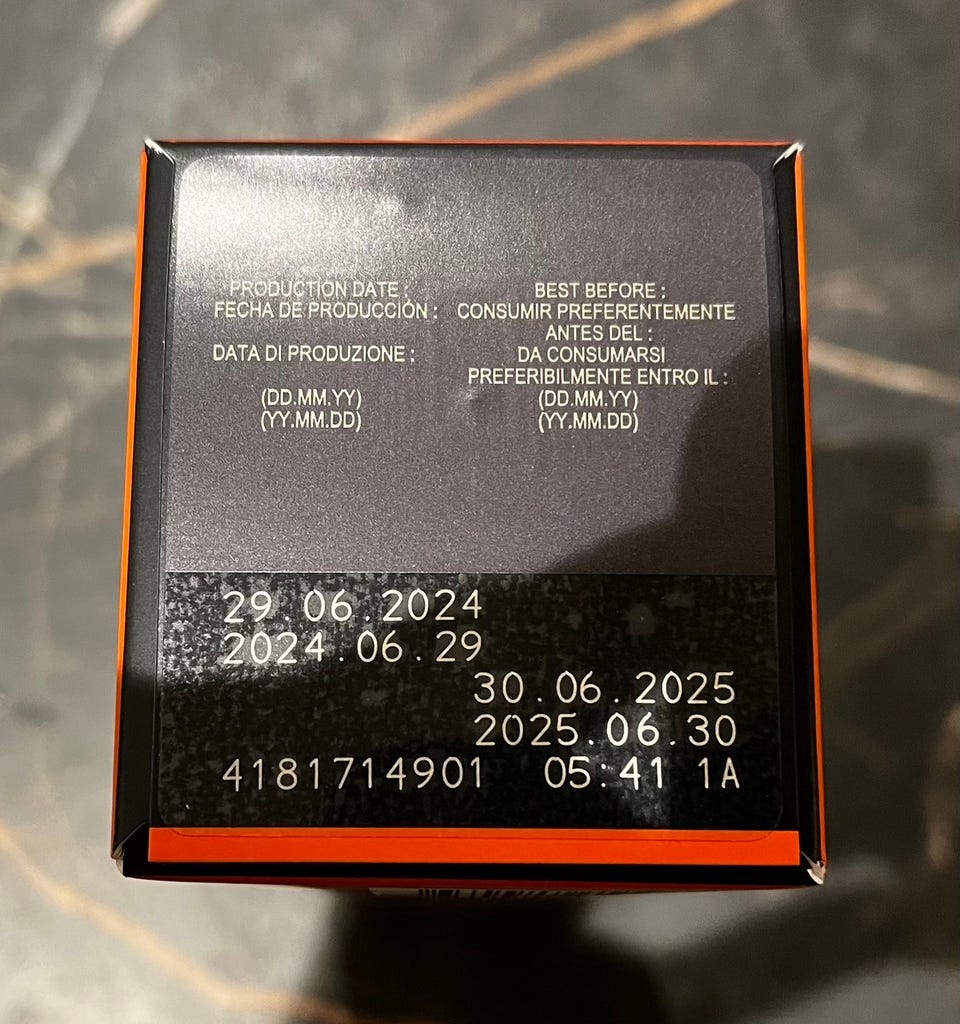 PRODUCTION DATE :
FECHA DE PRODUCCIÓN :
DATA DI PRODUZIONE :
(DD.MM.YY)
(YY.MM.DD)
BEST BEFORE :
CONSUMIR PREFERENTEMENTE
ANTES DEL :
DA CONSUMARSI
PREFERIBILMENTE ENTRO IL :
(DD.MM.YY)
(YY.MM.DD)
29.06.2024
2024.06.29
30.06.2025
2025.06.30
4181714901 05:41 1A